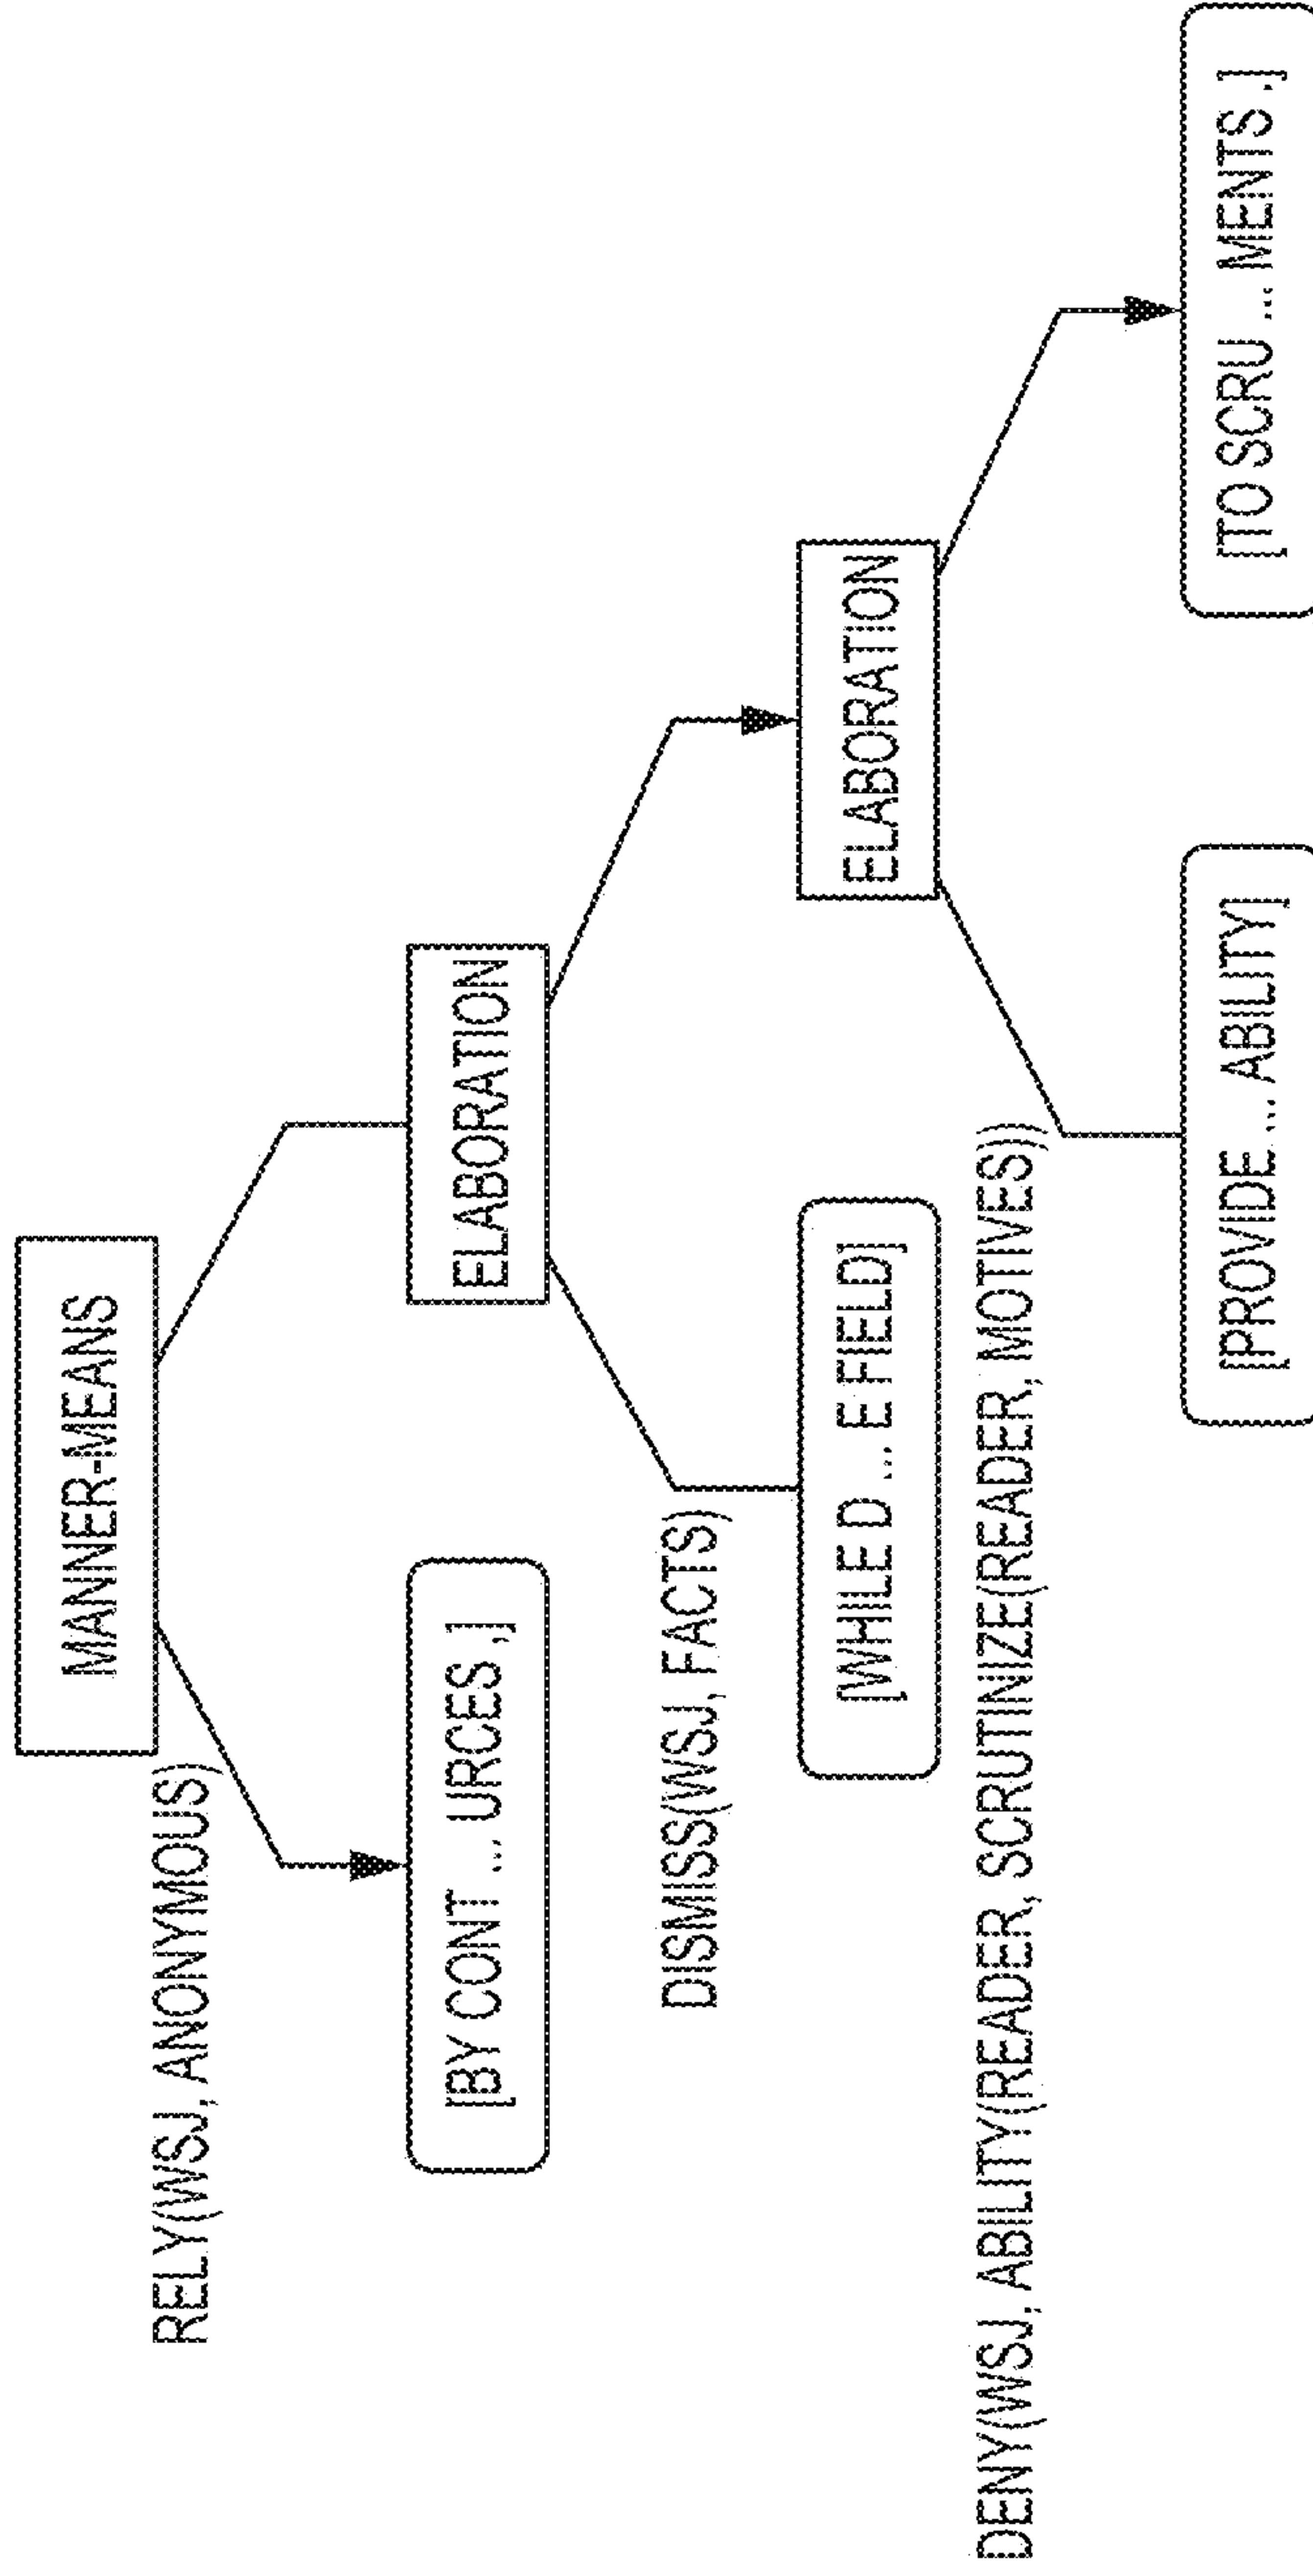 MANNER-MEANS
RELY(WSJ, ANONYMOUS)
[BY CONT ... URCES ,]
ELABORATION
DISMISS(WSJ, FACTS)
[WHILE D ... E FIELD]
ELABORATION
DENY(WSJ, ABILITY(READER, SCRUTINIZE(READER, MOTIVES))
[PROVIDE ... ABILITY]
[TO SCRU ... MENTS ,]